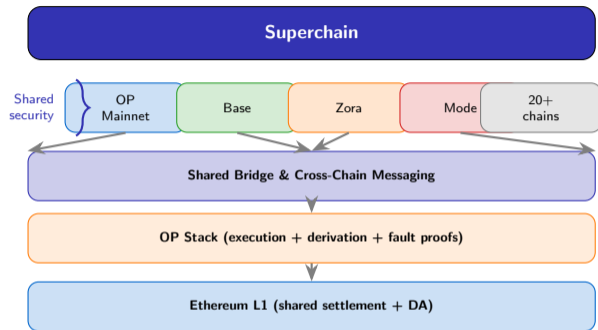 Superchain
Shared
security
OP
Mainnet
Base
Zora
Mode
20+
chains
Shared Bridge & Cross-Chain Messaging
OP Stack (execution + derivation + fault proofs)
Ethereum L1 (shared settlement + DA)